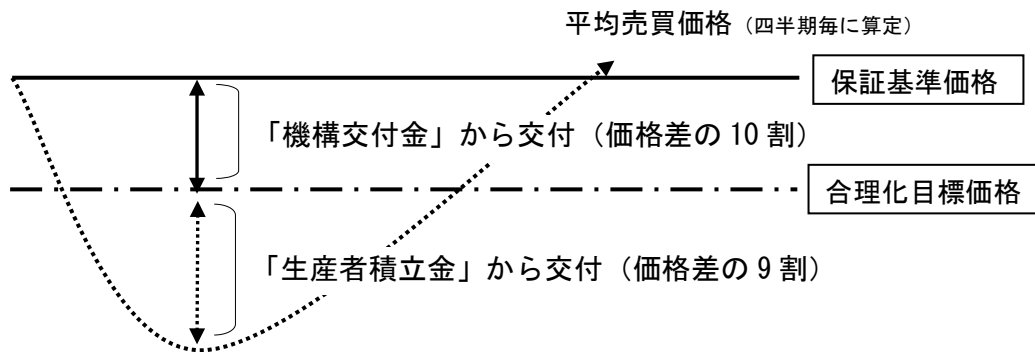 平均売買価格（四半期毎に算定）
保証基準価格
「機構交付金」から交付（価格差の 10 割）
合理化目標価格
「生産者積立金」から交付（価格差の 9 割）